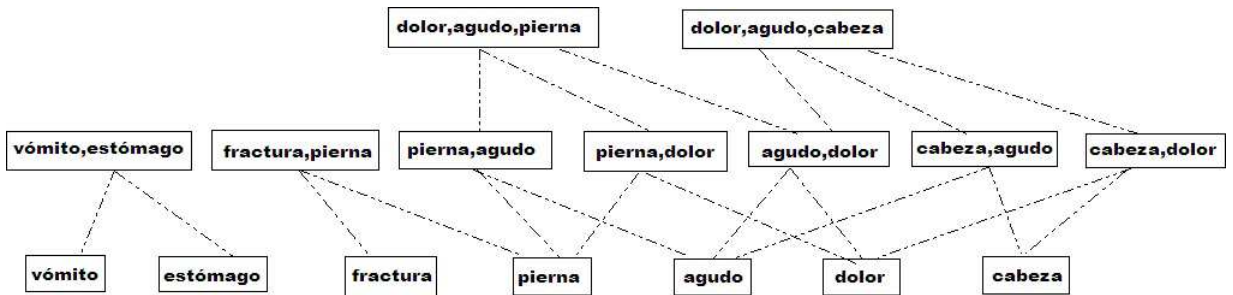 dolor,agudo,pierna
dolor,agudo,cabeza
vómito,estómago
fractura,pierna
pierna,agudo
pierna,dolor
agudo,dolor
cabeza,agudo
cabeza,dolor
vómito
estómago
fractura
pierna
agudo
dolor
cabeza